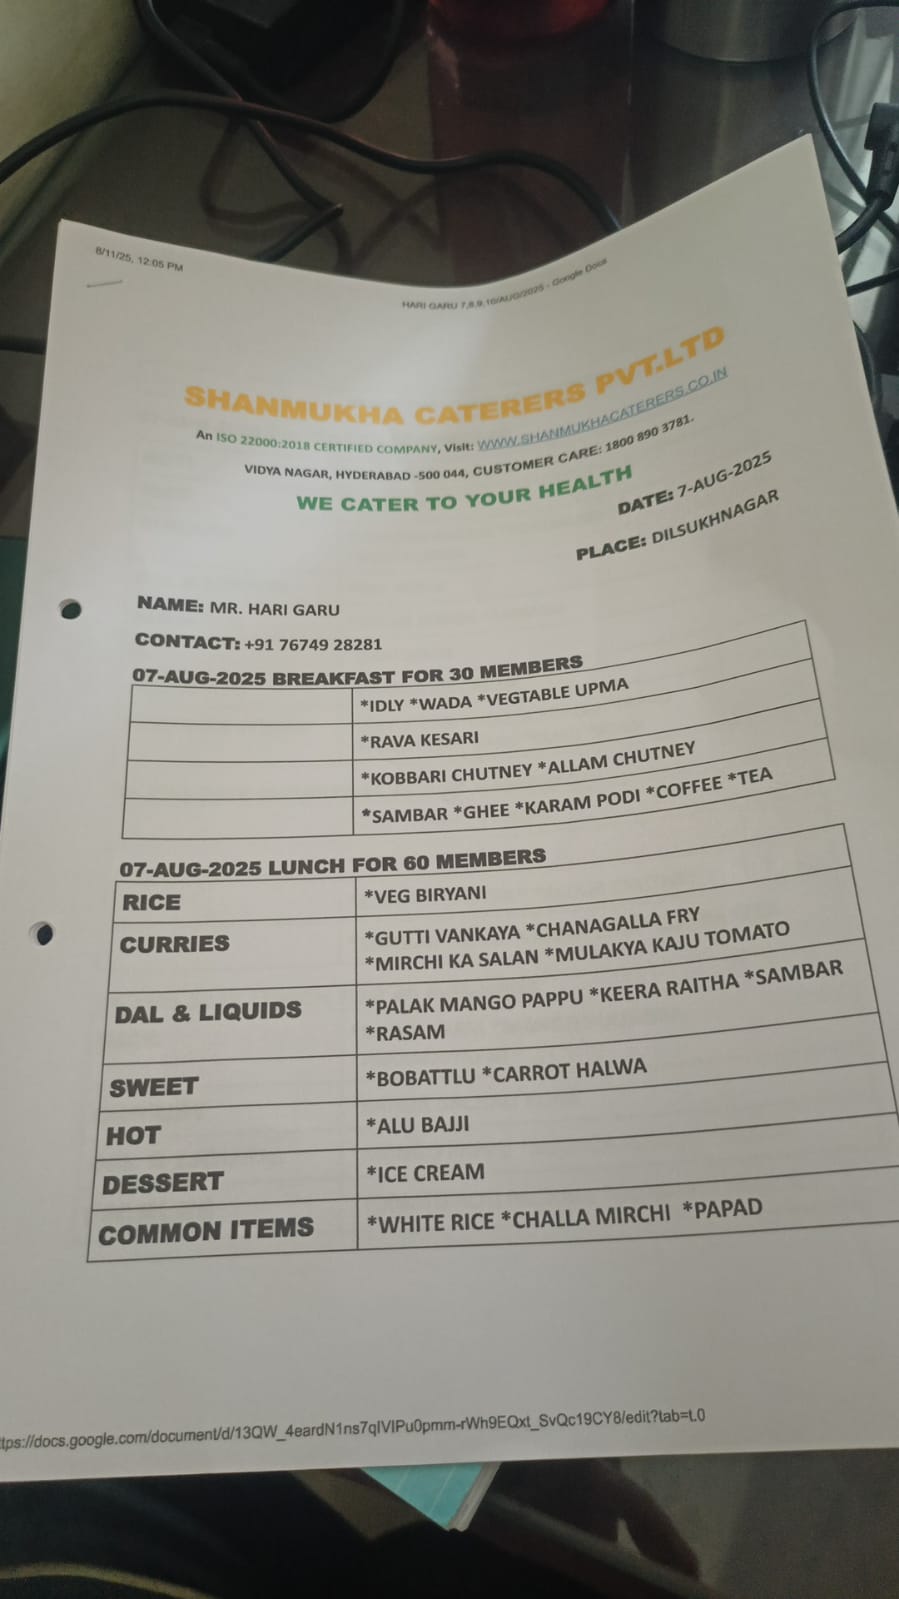 8/11/25, 12:05 PM
HARI GARU 7,8,9,10/AUG/2025 - Google Docs
SHANMUKHA CATERERS PVT.LTD
An ISO 22000:2018 CERTIFIED COMPANY, Visit: WWW.SHANMUKHACATERERS.CO.IN
VIDYA NAGAR, HYDERABAD -500 044, CUSTOMER CARE: 1800 890 3781.
WE CATER TO YOUR HEALTH
DATE: 7-AUG-2025
PLACE: DILSUKHNAGAR
NAME: MR. HARI GARU
CONTACT: +91 76749 28281
07-AUG-2025 BREAKFAST FOR 30 MEMBERS
*IDLY *WADA *VEGTABLE UPMA
*RAVA KESARI
*KOBBARI CHUTNEY *ALLAM CHUTNEY
*SAMBAR *GHEE *KARAM PODI *COFFEE *TEA
07-AUG-2025 LUNCH FOR 60 MEMBERS
RICE *VEG BIRYANI
CURRIES *GUTTI VANKAYA *CHANAGALLA FRY
*MIRCHI KA SALAN *MULAKYA KAJU TOMATO
DAL & LIQUIDS *PALAK MANGO PAPPU *KEERA RAITHA *SAMBAR
*RASAM
SWEET *BOBATTLU *CARROT HALWA
HOT *ALU BAJJI
DESSERT *ICE CREAM
COMMON ITEMS *WHITE RICE *CHALLA MIRCHI *PAPAD
tps://docs.google.com/document/d/13QW_4eardN1ns7qIVIPu0pmm-rWh9EQxt_SvQc19CY8/edit?tab=t.0